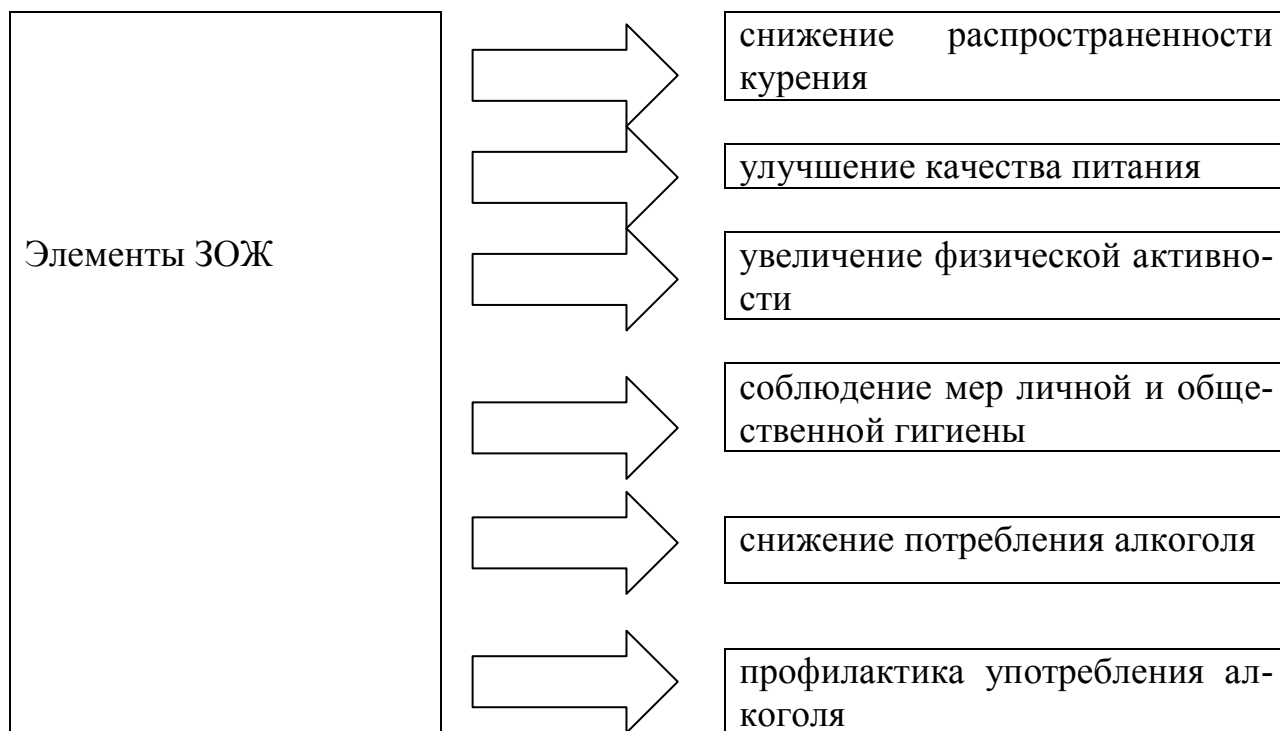 Элементы ЗОЖ
снижение распространенности
курения
улучшение качества питания
увеличение физической активно-
сти
соблюдение мер личной и обще-
ственной гигиены
снижение потребления алкоголя
профилактика употребления ал-
коголя